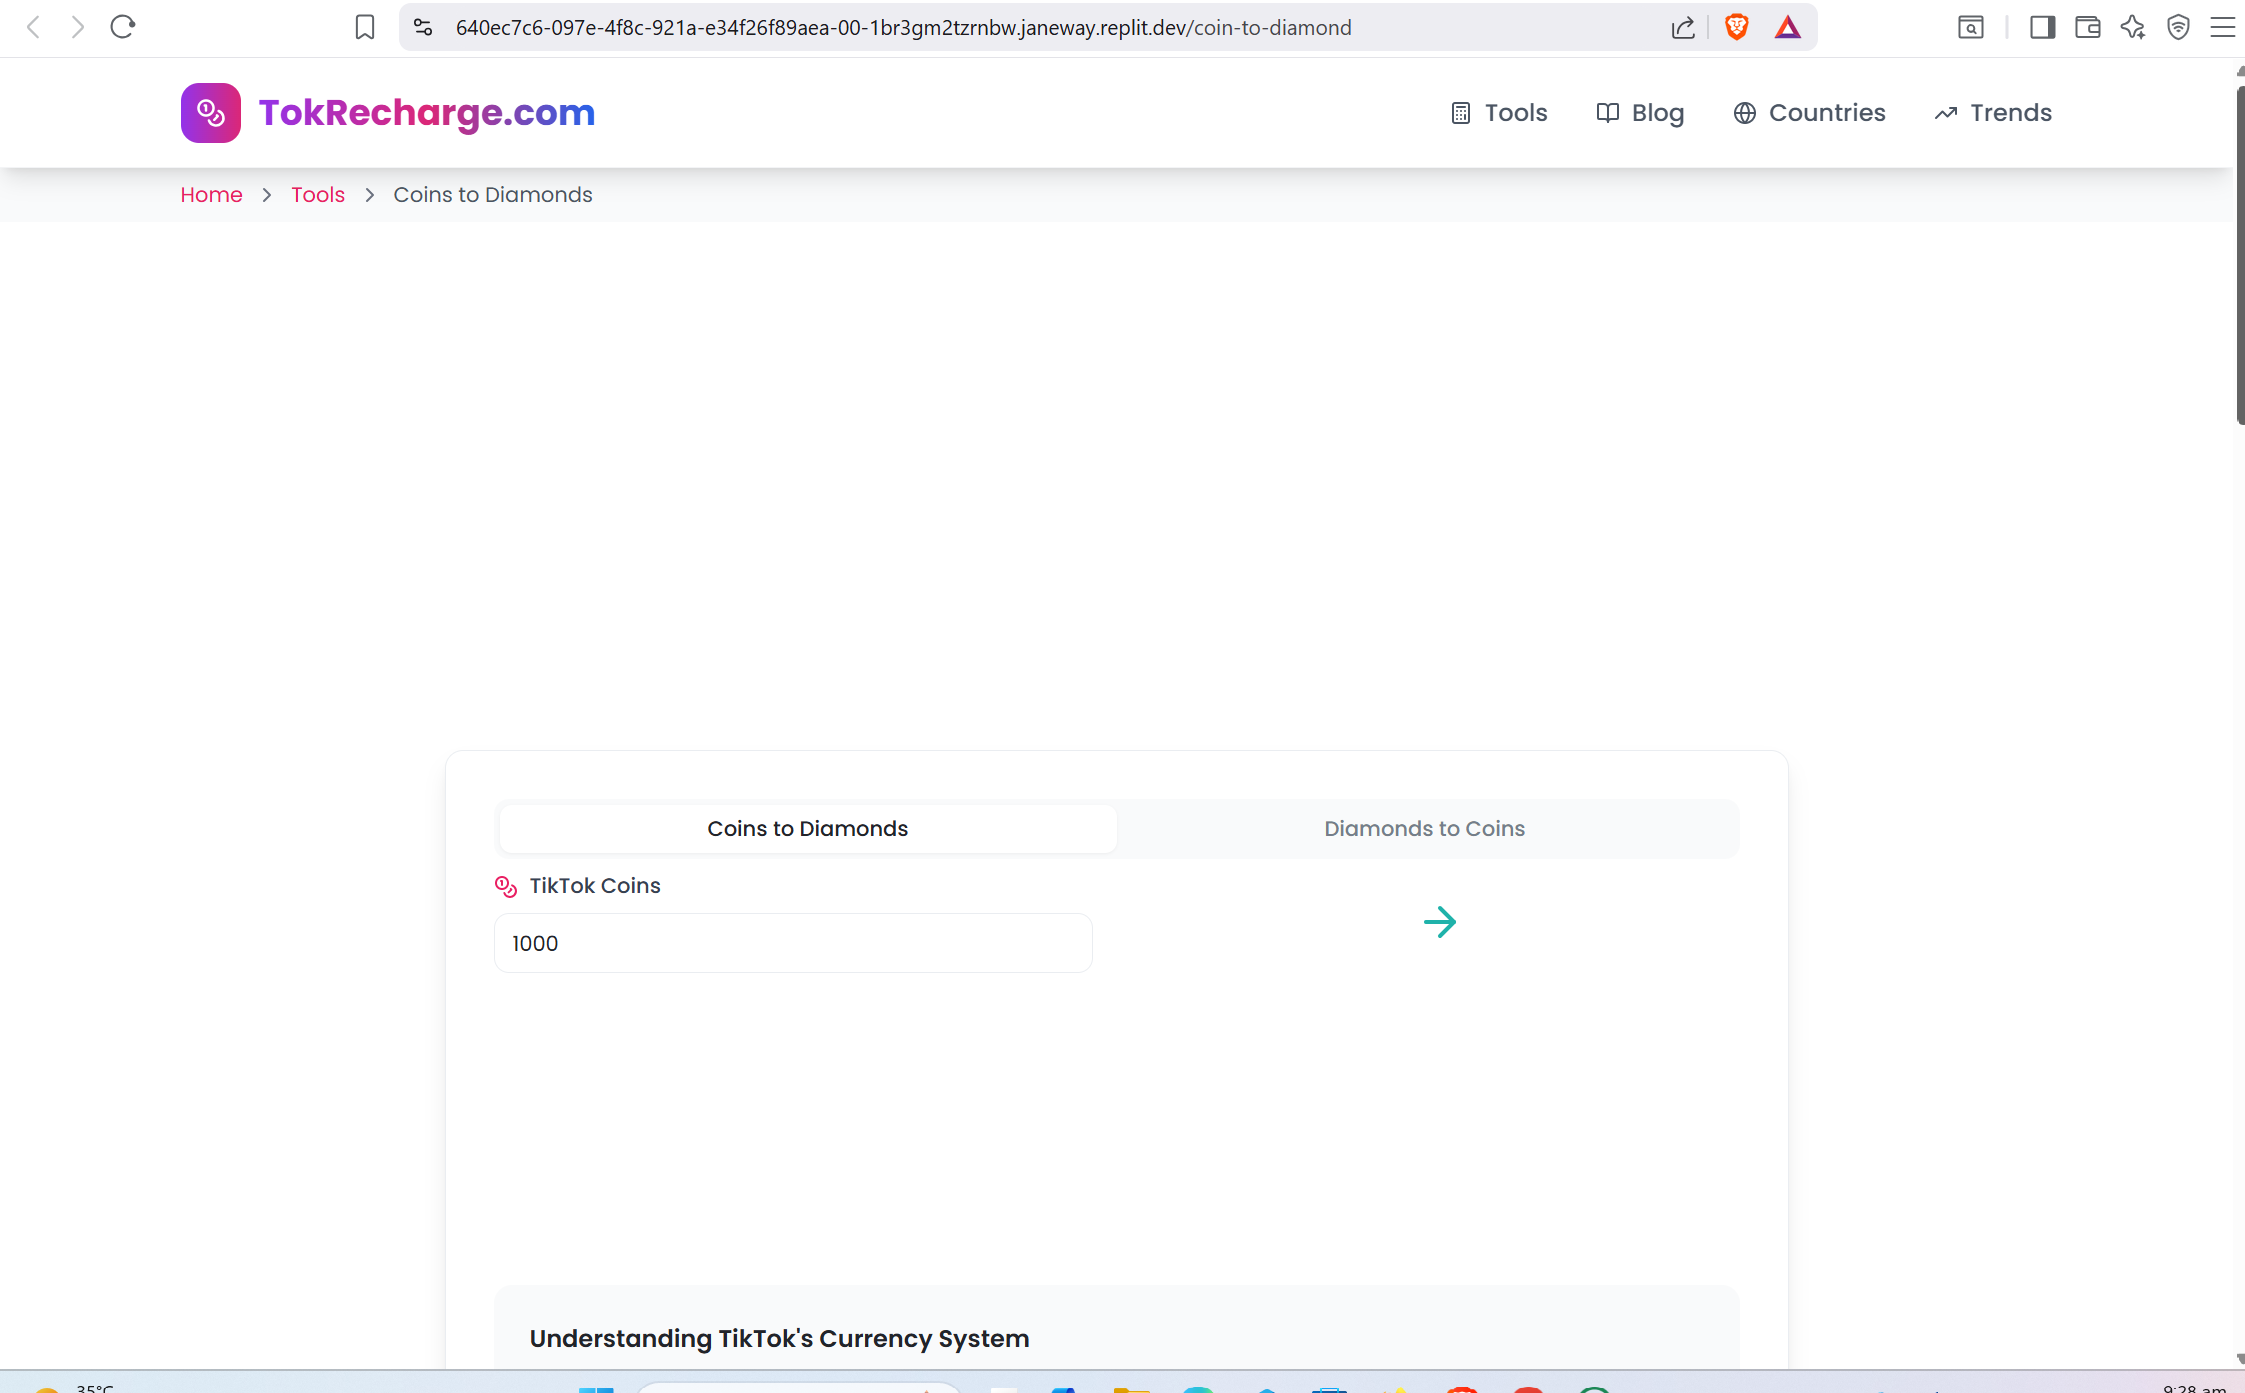 640ec7c6-097e-4f8c-921a-e34f26f89aea-00-1br3gm2tzrnbw.janeway.replit.dev/coin-to-diamond
TokRecharge.com
Tools
Blog
Countries
Trends
Home > Tools > Coins to Diamonds
Coins to Diamonds
Diamonds to Coins
TikTok Coins
1000
Understanding TikTok's Currency System
35°C
9:28 am